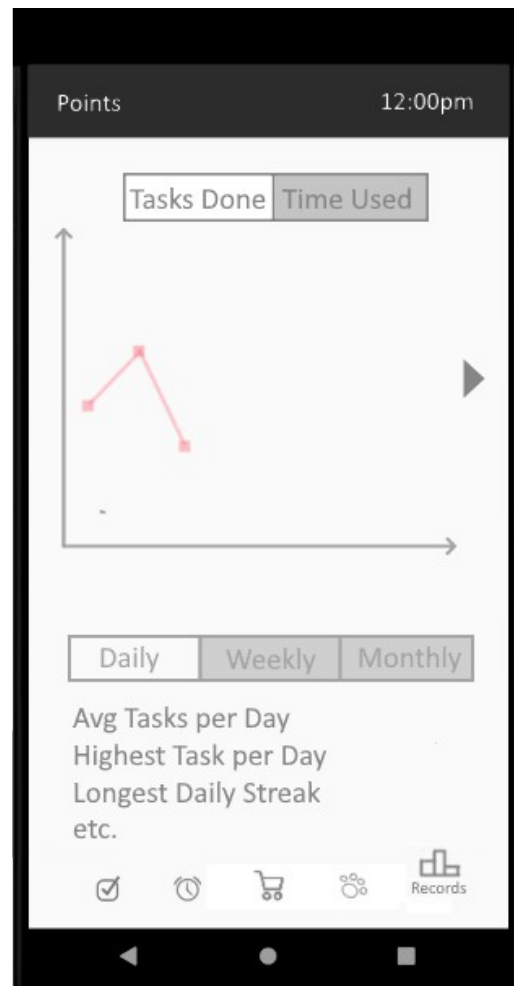 Points 12:00pm
Tasks Done Time Used
Daily Weekly Monthly
Avg Tasks per Day
Highest Task per Day
Longest Daily Streak
etc.
Records